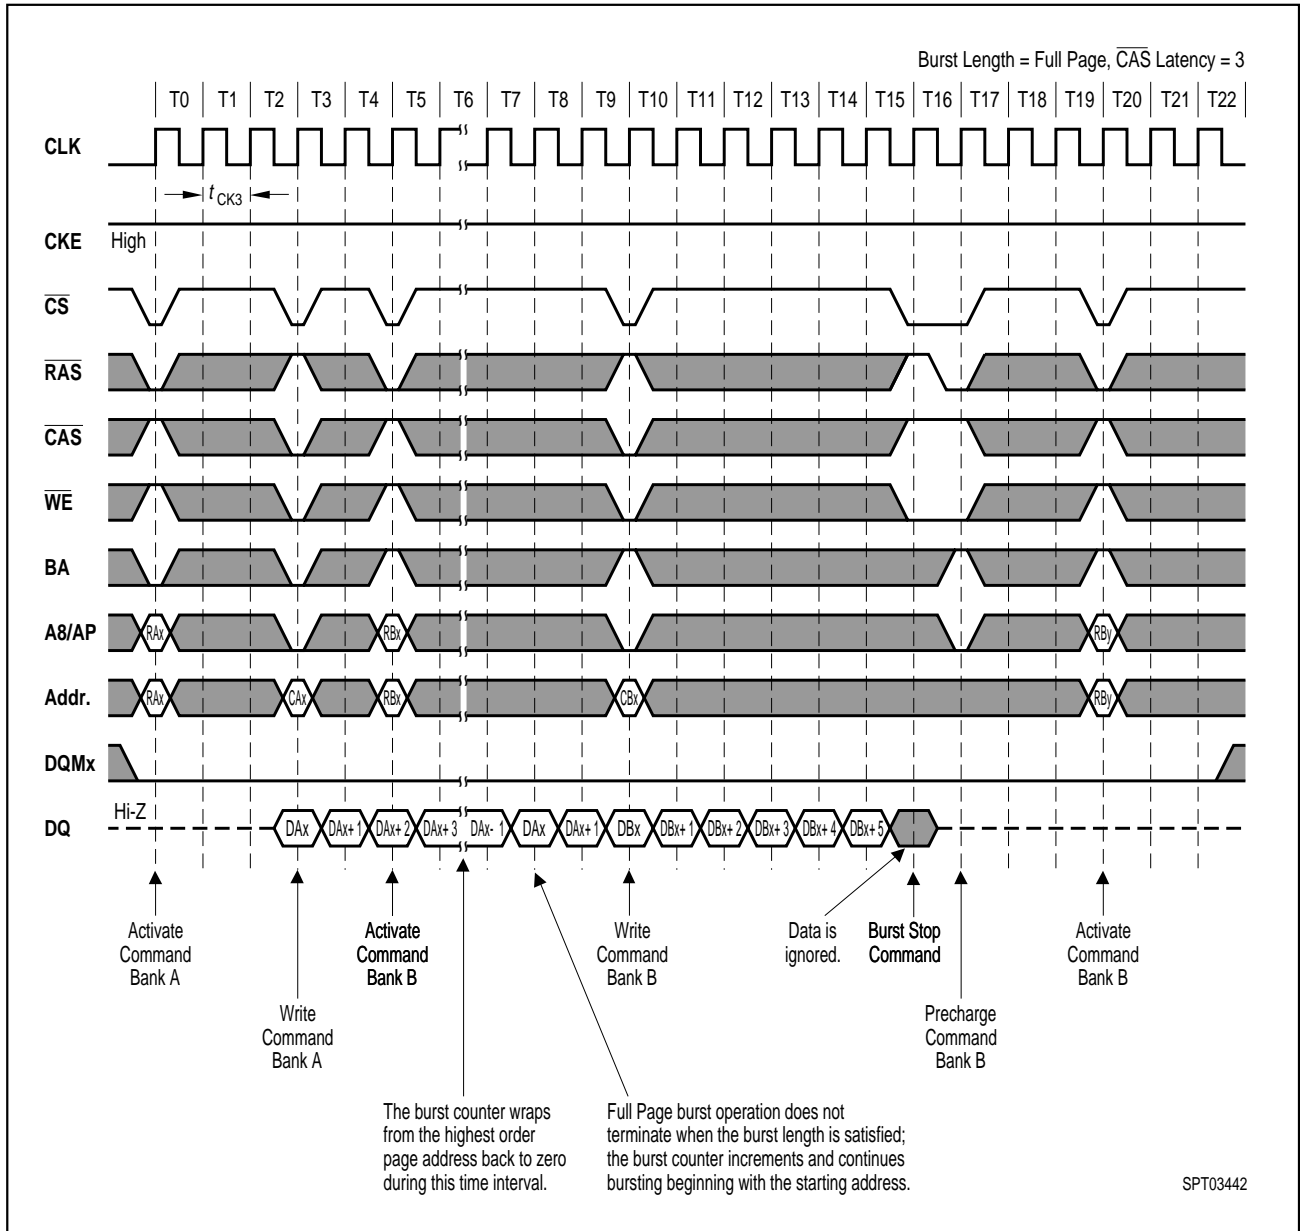 Burst Length = Full Page, CAS Latency = 3
T0 T1 T2 T3 T4 T5 T6 T7 T8 T9 T10 T11 T12 T13 T14 T15 T16 T17 T18 T19 T20 T21 T22
CLK
t CK3
CKE High
CS
RAS
CAS
WE
BA
A8/AP RAx RBx RBy
Addr. RAx CAx RBx CBx RBy
DQMx
Hi-Z
DQ DAx DAx+ 1 DAx+ 2 DAx+ 3 DAx- 1 DAx DAx+ 1 DBx DBx+ 1 DBx+ 2 DBx+ 3 DBx+ 4 DBx+ 5
Activate
Command
Bank A
Write
Command
Bank A
Activate
Command
Bank B
Write
Command
Bank B
Data is
ignored.
Burst Stop
Command
Precharge
Command
Bank B
Activate
Command
Bank B
The burst counter wraps
from the highest order
page address back to zero
during this time interval.
Full Page burst operation does not
terminate when the burst length is satisfied;
the burst counter increments and continues
bursting beginning with the starting address.
SPT03442